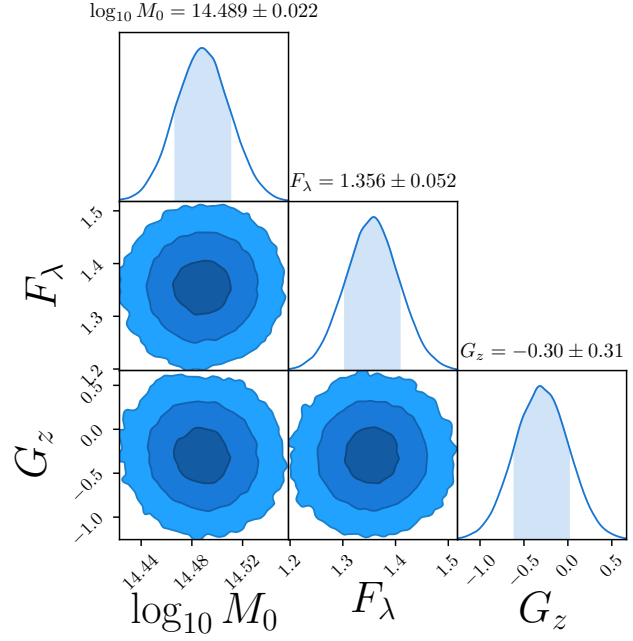 log₁₀ M₀ = 14.489 ± 0.022
F_λ = 1.356 ± 0.052
1.5
1.4
1.3
1.2
F_λ
G_z = −0.30 ± 0.31
0.5
0.0
−0.5
−1.0
G_z
14.44 14.48 14.52
1.2 1.3 1.4 1.5
−1.0 −0.5 0.0 0.5
log₁₀ M₀
F_λ
G_z